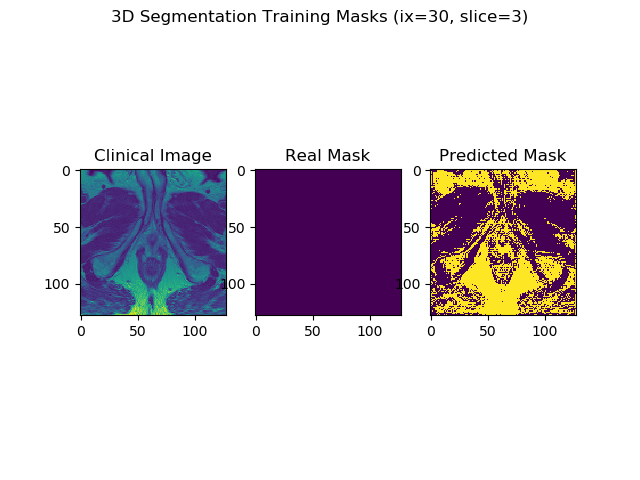 3D Segmentation Training Masks (ix=30, slice=3)
Clinical Image Real Mask Predicted Mask
0 0 0
50 50 50
100 100 100
0 50 100 0 50 100 0 50 100